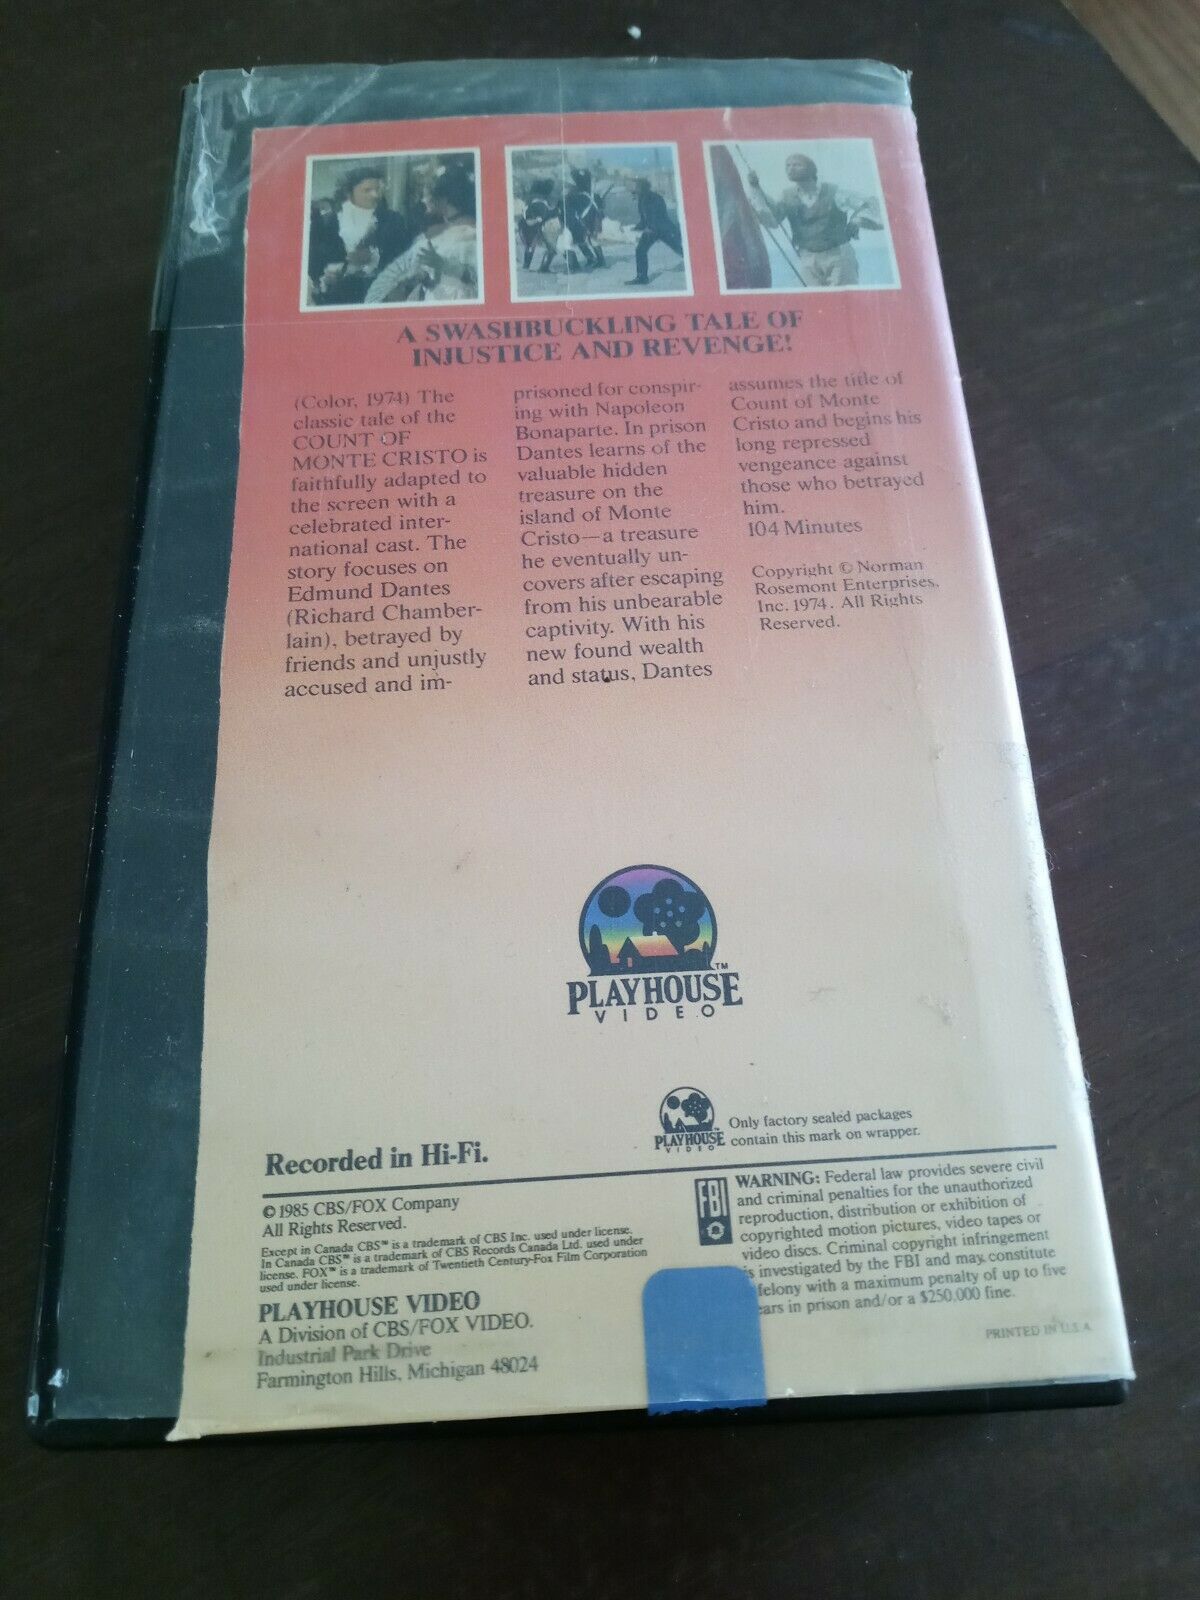 A SWASHBUCKLING TALE OF
INJUSTICE AND REVENGE!
(Color, 1974) The
classic tale of the
COUNT OF
MONTE CRISTO is
faithfully adapted to
the screen with a
celebrated inter-
national cast. The
story focuses on
Edmund Dantes
(Richard Chamber-
lain), betrayed by
friends and unjustly
accused and im-
prisoned for conspir-
ing with Napoleon
Bonaparte. In prison
Dantes learns of the
valuable hidden
treasure on the
island of Monte
Cristo—a treasure
he eventually un-
covers after escaping
from his unbearable
captivity. With his
new found wealth
and status, Dantes
assumes the title of
Count of Monte
Cristo and begins his
long repressed
vengeance against
those who betrayed
him.
104 Minutes
Copyright © Norman
Rosemont Enterprises,
Inc. 1974. All Rights
Reserved.
PLAYHOUSE™
VIDEO
PLAYHOUSE™
VIDEO
Only factory sealed packages
contain this mark on wrapper.
Recorded in Hi-Fi.
© 1985 CBS/FOX Company
All Rights Reserved.
Except in Canada CBS™ is a trademark of CBS Inc. used under license.
In Canada CBS™ is a trademark of CBS Records Canada Ltd. used under
license. FOX™ is a trademark of Twentieth Century-Fox Film Corporation
used under license.
PLAYHOUSE VIDEO
A Division of CBS/FOX VIDEO.
Industrial Park Drive
Farmington Hills, Michigan 48024
FBI
WARNING: Federal law provides severe civil
and criminal penalties for the unauthorized
reproduction, distribution or exhibition of
copyrighted motion pictures, video tapes or
video discs. Criminal copyright infringement
is investigated by the FBI and may constitute
felony with a maximum penalty of up to five
ears in prison and/or a $250,000 fine.
PRINTED IN U.S.A.